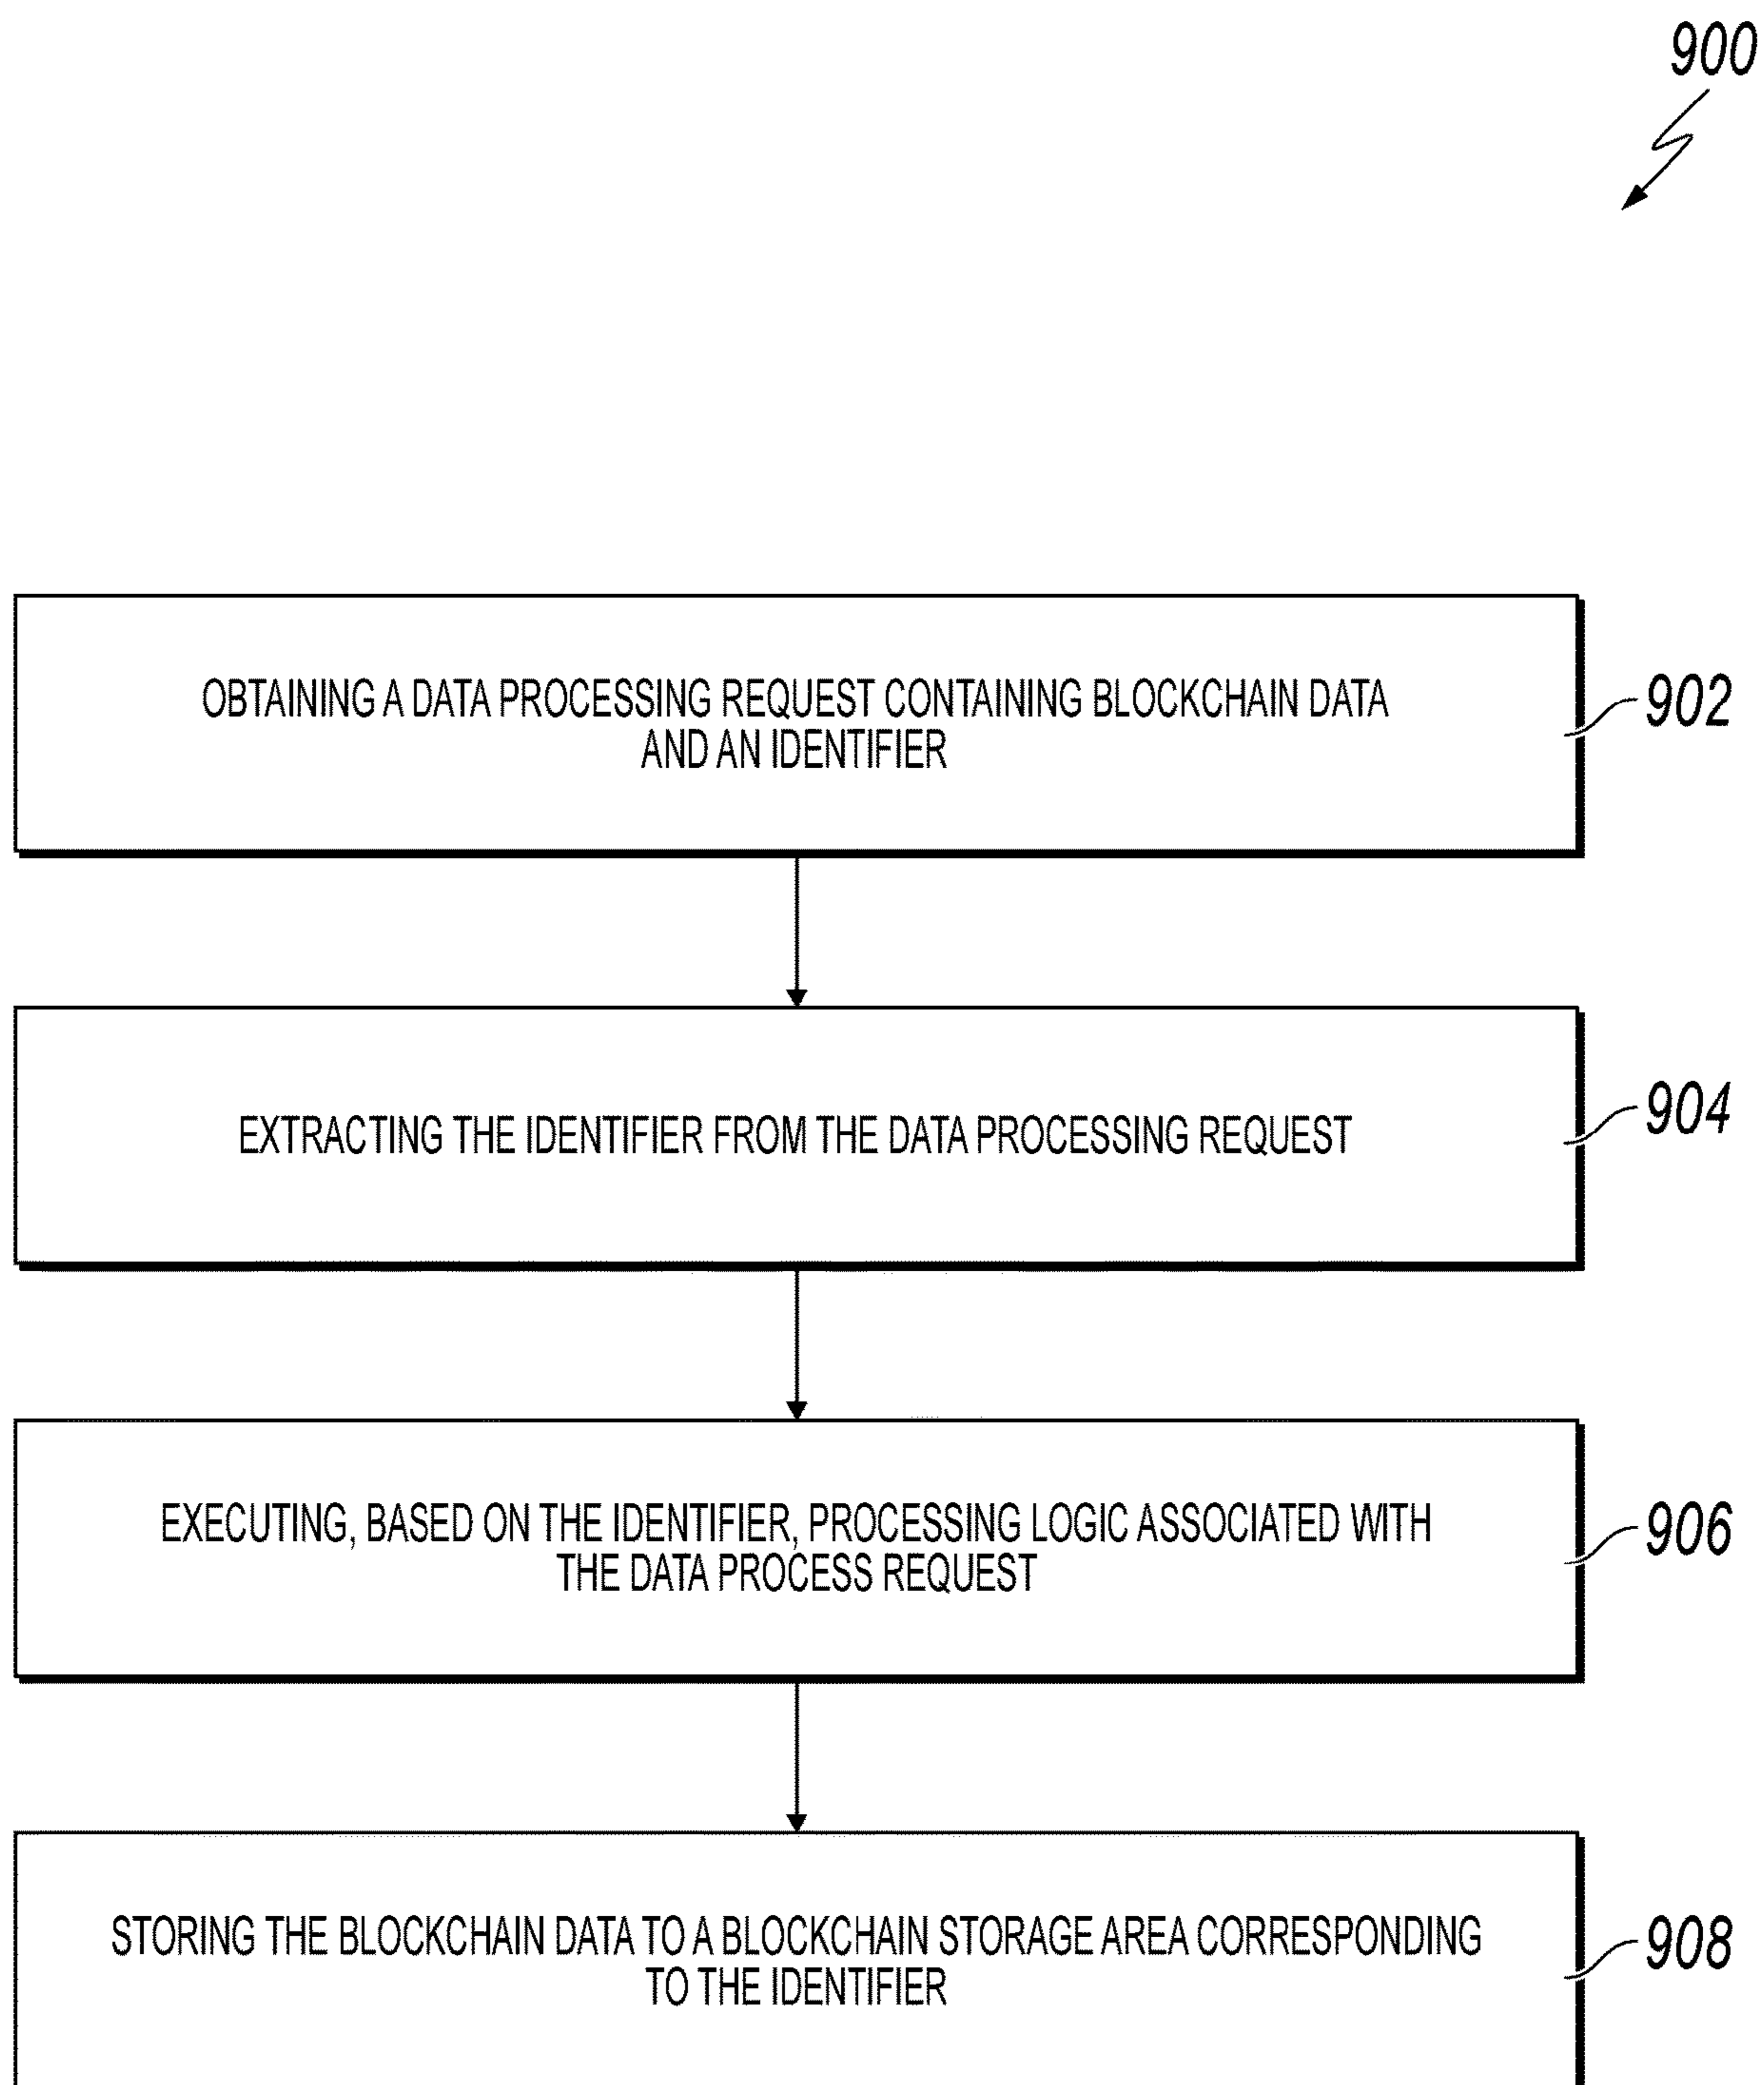 900
OBTAINING A DATA PROCESSING REQUEST CONTAINING BLOCKCHAIN DATA
AND AN IDENTIFIER
902
EXTRACTING THE IDENTIFIER FROM THE DATA PROCESSING REQUEST
904
EXECUTING, BASED ON THE IDENTIFIER, PROCESSING LOGIC ASSOCIATED WITH
THE DATA PROCESS REQUEST
906
STORING THE BLOCKCHAIN DATA TO A BLOCKCHAIN STORAGE AREA CORRESPONDING
TO THE IDENTIFIER
908